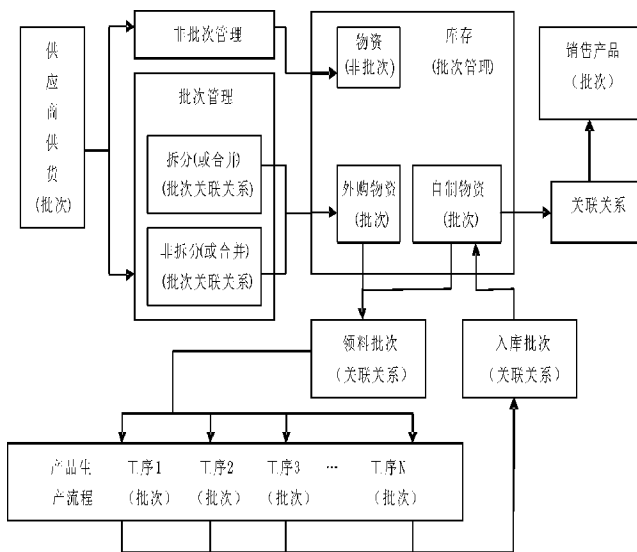 供
应
商
供
货
(批次)
非批次管理
批次管理
拆分(或合并)
(批次关联关系)
非拆分(或合并)
(批次关联关系)
物资
(非批次)
库存
(批次管理)
外购物资
(批次)
自制物资
(批次)
销售产品
(批次)
关联关系
领料批次
(关联关系)
入库批次
(关联关系)
产品生
产流程
工序1
(批次)
工序2
(批次)
工序3
(批次)
…
工序N
(批次)